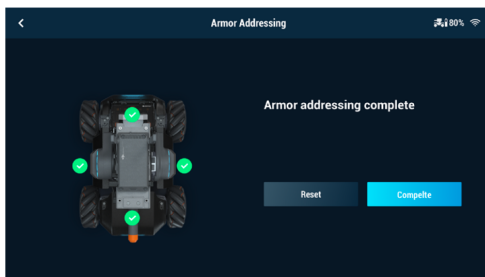 Armor Addressing
80%
Armor addressing complete
Reset
Compelte